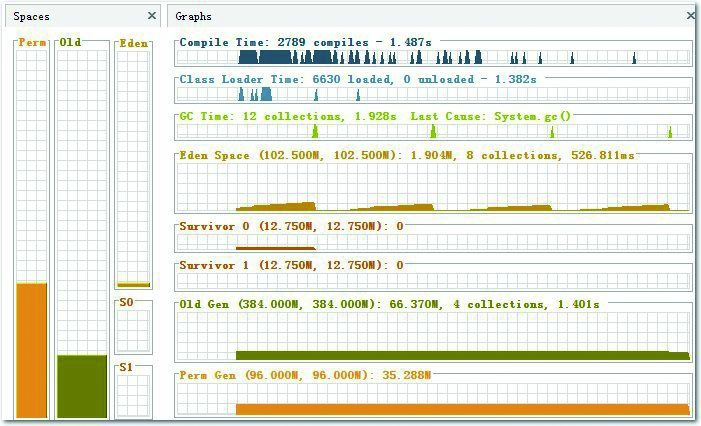 Spaces
Graphs
Perm
Old
Eden
S0
S1
Compile Time: 2789 compiles - 1.487s
Class Loader Time: 6630 loaded, 0 unloaded - 1.382s
GC Time: 12 collections, 1.928s Last Cause: System.gc()
Eden Space (102.500M, 102.500M): 1.904M, 8 collections, 526.811ms
Survivor 0 (12.750M, 12.750M): 0
Survivor 1 (12.750M, 12.750M): 0
Old Gen (384.000M, 384.000M): 66.370M, 4 collections, 1.401s
Perm Gen (96.000M, 96.000M): 35.288M